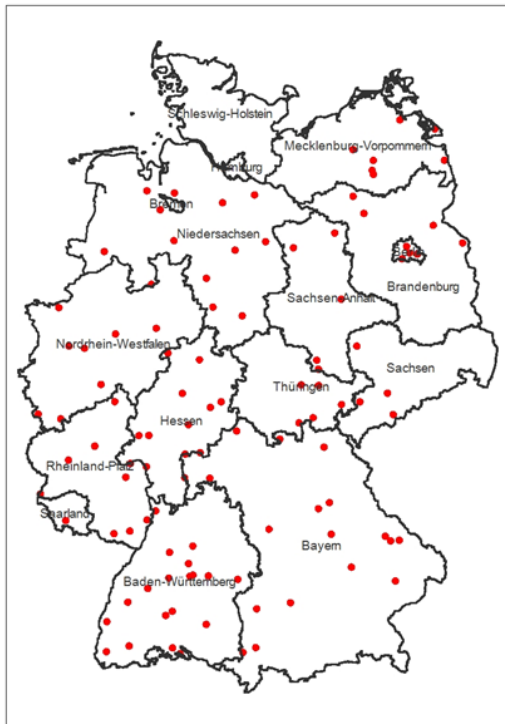 Schleswig-Holstein
Mecklenburg-Vorpommern
Hamburg
Bremen
Niedersachsen
Berlin
Brandenburg
Sachsen-Anhalt
Nordrhein-Westfalen
Sachsen
Thüringen
Hessen
Rheinland-Pfalz
Saarland
Bayern
Baden-Württemberg